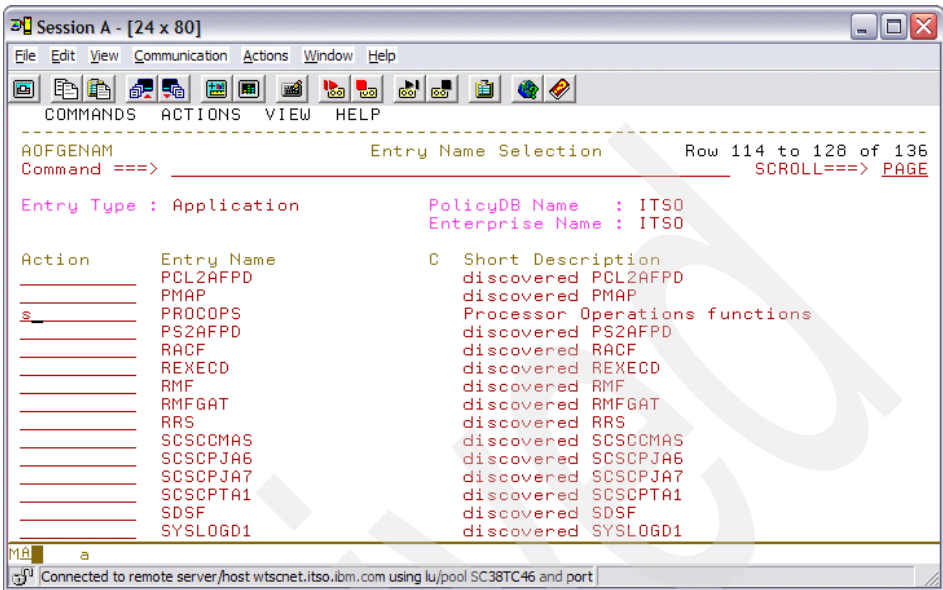 Session A - [24 x 80]
File Edit View Communication Actions Window Help
COMMANDS ACTIONS VIEW HELP
AOFGENAM Entry Name Selection Row 114 to 128 of 136
Command ===> SCROLL===> PAGE
Entry Type : Application PolicyDB Name : ITSO
Enterprise Name : ITSO
Action Entry Name C Short Description
PCL2AFPD discovered PCL2AFPD
PMAP discovered PMAP
s PROCOPS Processor Operations functions
PS2AFPD discovered PS2AFPD
RACF discovered RACF
REXECD discovered REXECD
RMF discovered RMF
RMFGAT discovered RMFGAT
RRS discovered RRS
SCSCCMAS discovered SCSCCMAS
SCSCPJA6 discovered SCSCPJA6
SCSCPJA7 discovered SCSCPJA7
SCSCPTA1 discovered SCSCPTA1
SDSF discovered SDSF
SYSLOGD1 discovered SYSLOGD1
MA a
Connected to remote server/host wtscnet.itso.ibm.com using lu/pool SC38TC46 and port